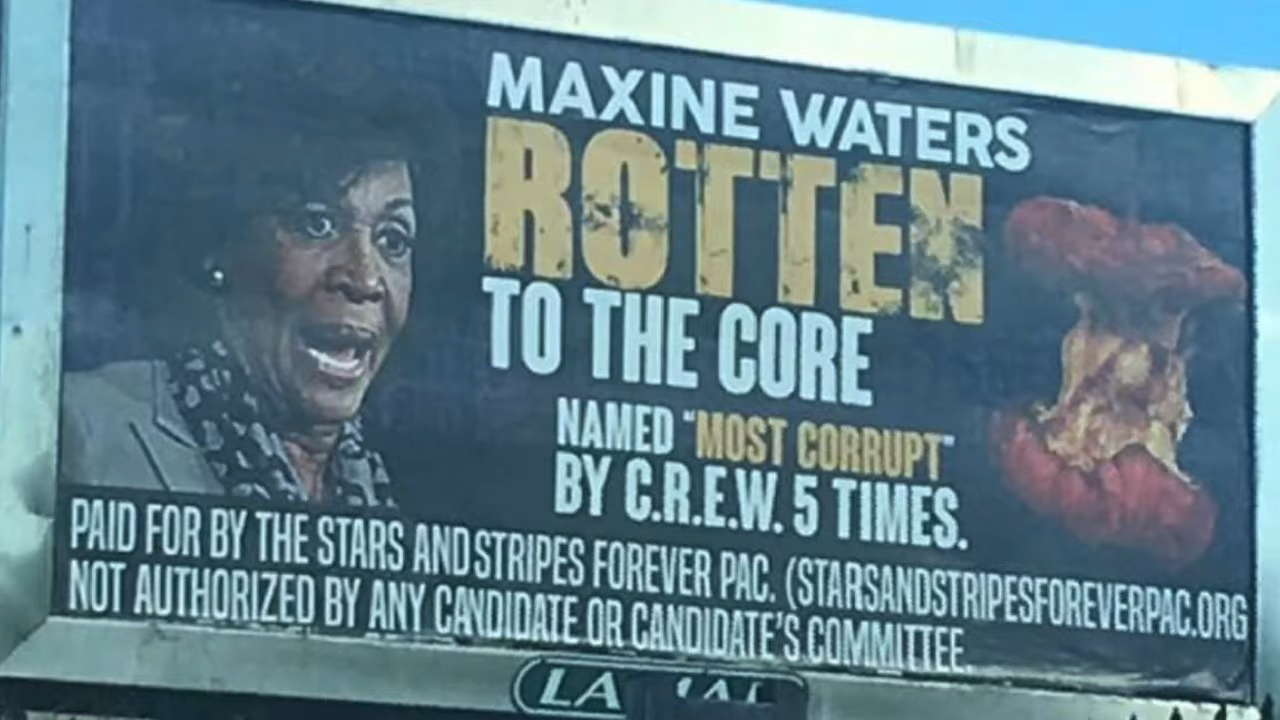 MAXINE WATERS
ROTTEN
TO THE CORE
NAMED "MOST CORRUPT"
BY C.R.E.W. 5 TIMES.
PAID FOR BY THE STARS AND STRIPES FOREVER PAC. (STARSANDSTRIPESFOREVERPAC.ORG
NOT AUTHORIZED BY ANY CANDIDATE OR CANDIDATE'S COMMITTEE.